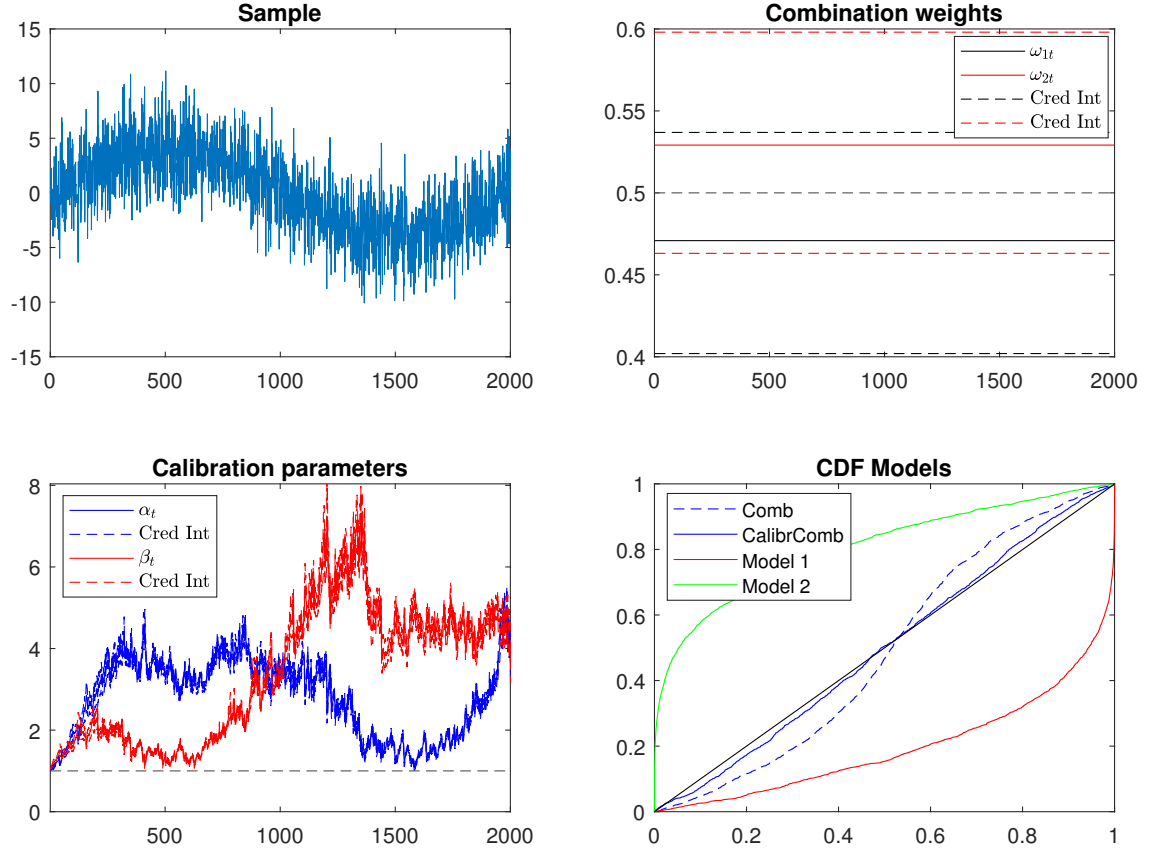 Sample
15
10
5
0
-5
-10
-15
0 500 1000 1500 2000
Combination weights
0.6
0.55
0.5
0.45
0.4
ω1t
ω2t
Cred Int
Cred Int
0 500 1000 1500 2000
Calibration parameters
8
6
4
2
0
αt
Cred Int
βt
Cred Int
0 500 1000 1500 2000
CDF Models
1
0.8
0.6
0.4
0.2
0
Comb
CalibrComb
Model 1
Model 2
0 0.2 0.4 0.6 0.8 1